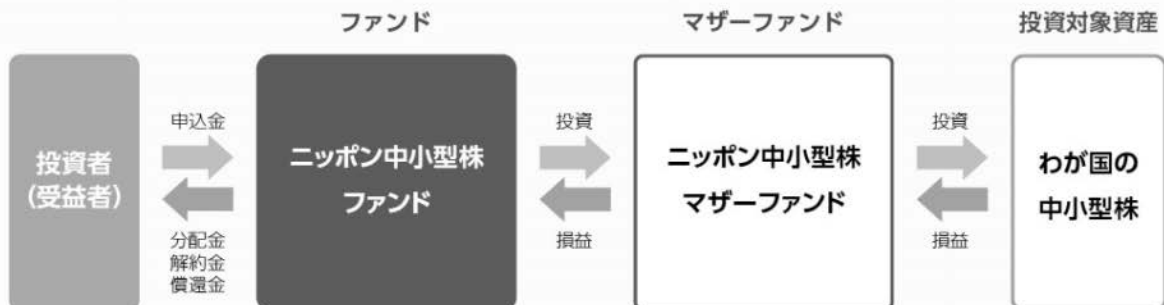 ファンド
マザーファンド
投資対象資産
投資者
(受益者)
申込金
分配金
解約金
償還金
ニッポン中小型株
ファンド
投資
損益
ニッポン中小型株
マザーファンド
投資
損益
わが国の
中小型株